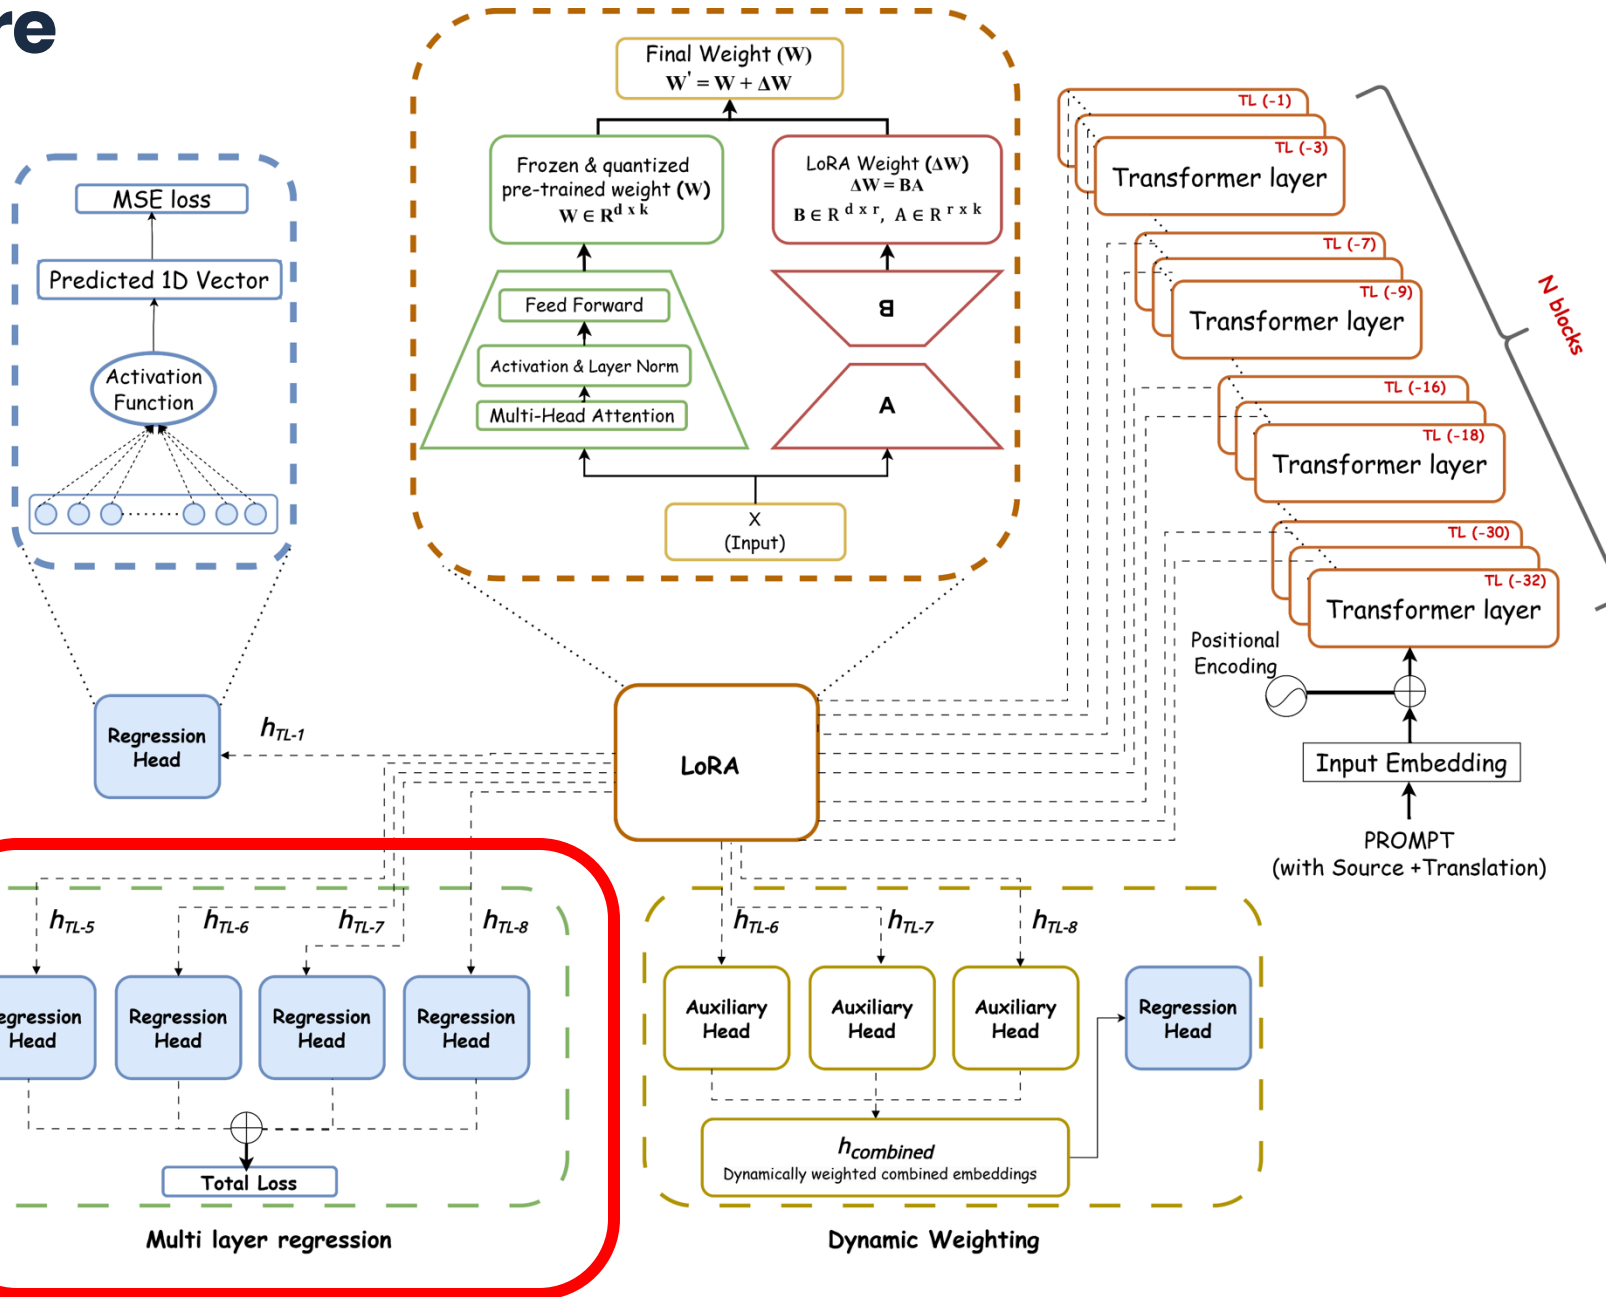 re
MSE loss
Predicted 1D Vector
Activation
Function
Final Weight (W)
W' = W + ΔW
Frozen & quantized
pre-trained weight (W)
W ∈ R^d x k
LoRA Weight (ΔW)
ΔW = BA
B ∈ R^d x r, A ∈ R^r x k
Feed Forward
Activation & Layer Norm
Multi-Head Attention
B
A
X
(Input)
TL (-1)
TL (-3)
Transformer layer
TL (-7)
TL (-9)
Transformer layer
TL (-16)
TL (-18)
Transformer layer
TL (-30)
TL (-32)
Transformer layer
N blocks
Positional
Encoding
Input Embedding
PROMPT
(with Source +Translation)
Regression
Head
h_TL-1
LoRA
h_TL-5
h_TL-6
h_TL-7
h_TL-8
egression
Head
Regression
Head
Regression
Head
Regression
Head
Total Loss
Multi layer regression
h_TL-6
h_TL-7
h_TL-8
Auxiliary
Head
Auxiliary
Head
Auxiliary
Head
Regression
Head
h_combined
Dynamically weighted combined embeddings
Dynamic Weighting